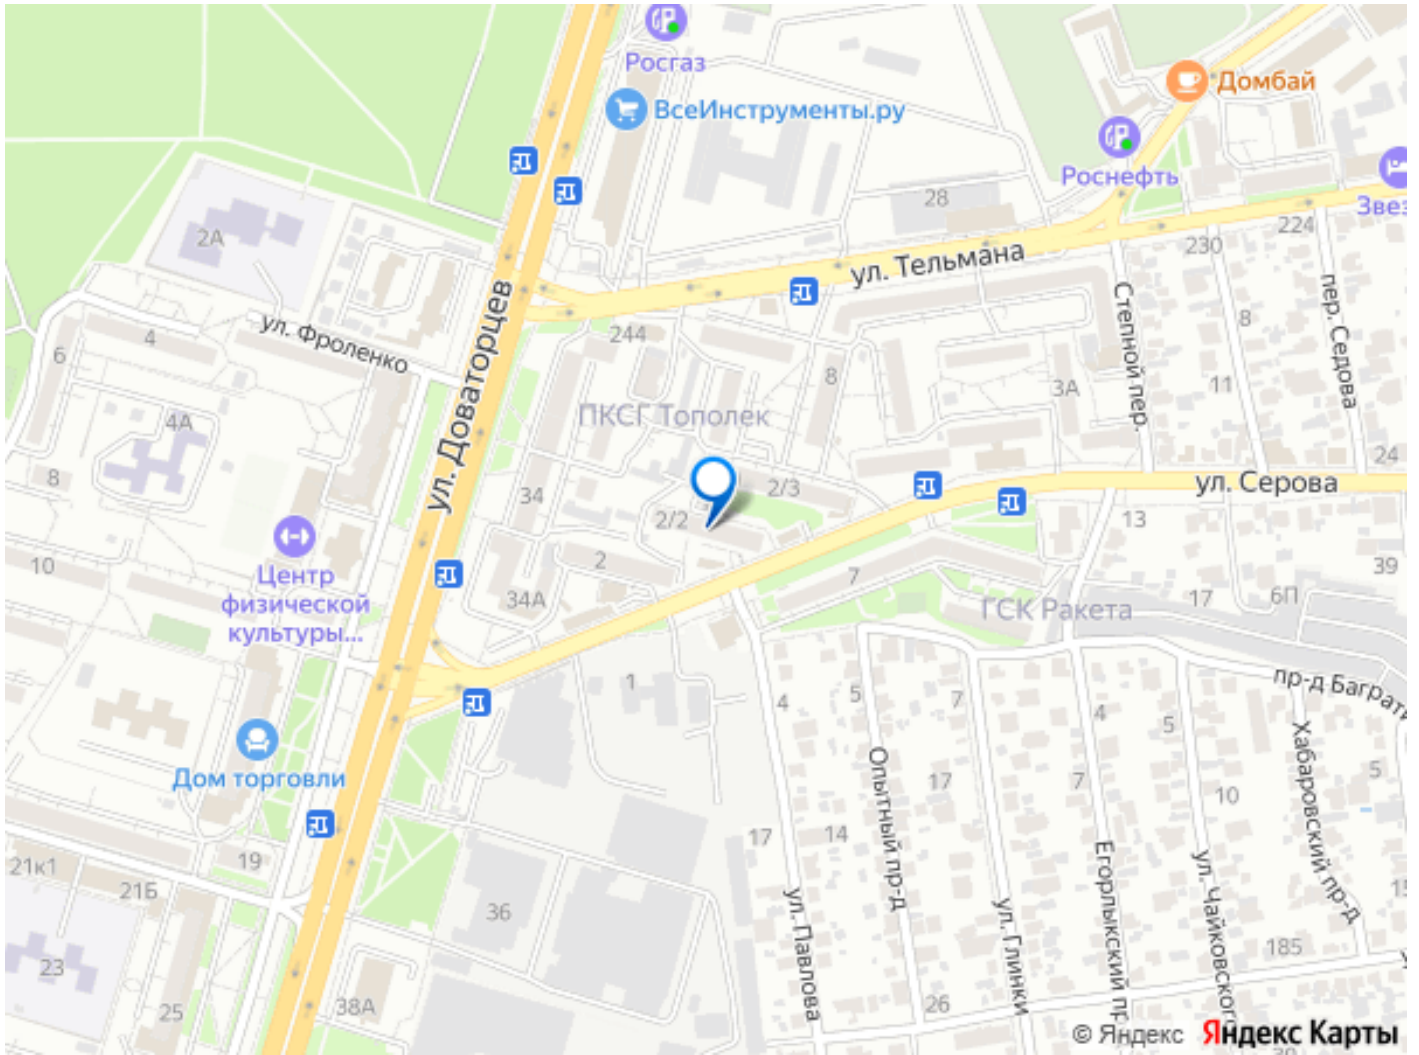 Росгаз
ВсеИнструменты.ру
Домбай
Роснефть
28
2А
230
224
ул. Тельмана
ул. Доваторцев
ул. Фроленко
4
6
244
8
Степной пер.
пер. Седова
8
11
3А
ПКСГ Тополек
4А
8
34
2/3
24
ул. Серова
2/2
13
10
Центр
физической
культуры...
2
34А
7
39
17
6П
ГСК Ракета
1
4
5
7
4
5
пр-д Баграти
Хабаровский пр-д
5
Дом торговли
Опытный пр-д
17
7
10
17
14
21к1
19
21Б
Егорлыкский пр
ул. Чайковского
ул. Павлова
ул. Глинки
36
185
23
25
38А
26
© Яндекс
Яндекс Карты